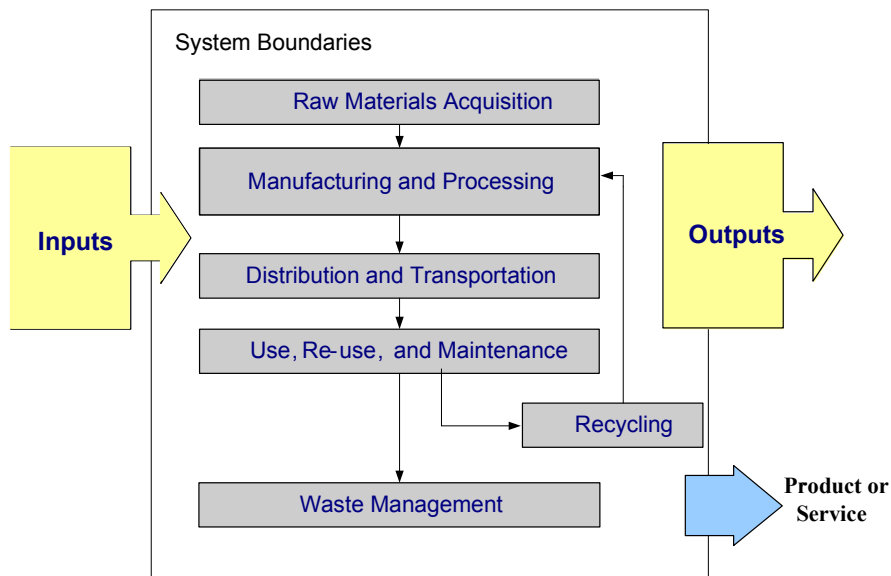 System Boundaries
Raw Materials Acquisition
Manufacturing and Processing
Inputs
Outputs
Distribution and Transportation
Use, Re-use, and Maintenance
Recycling
Waste Management
Product or
Service